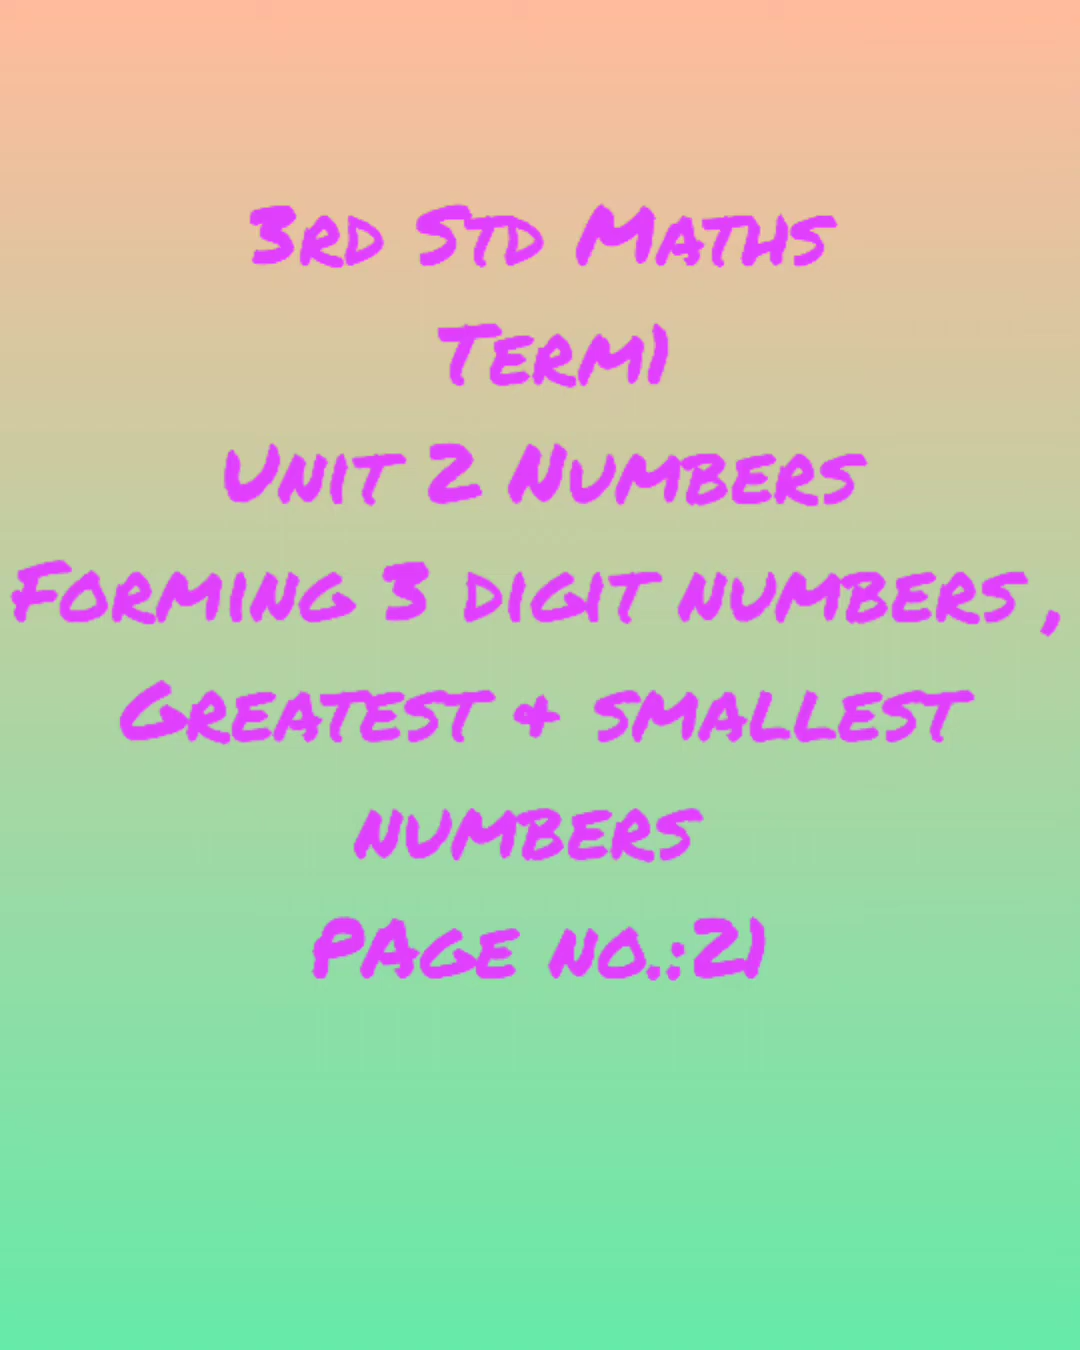 3rd Std Maths
Term1
Unit 2 Numbers
Forming 3 digit numbers ,
Greatest & smallest
numbers
PAge no.:21